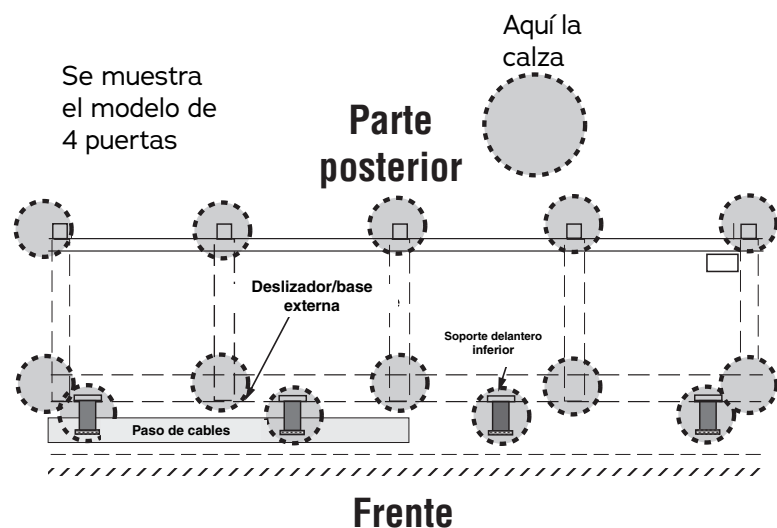 Se muestra
el modelo de
4 puertas
Aquí la
calza
Parte
posterior
Deslizador/base
externa
Soporte delantero
inferior
Paso de cables
Frente